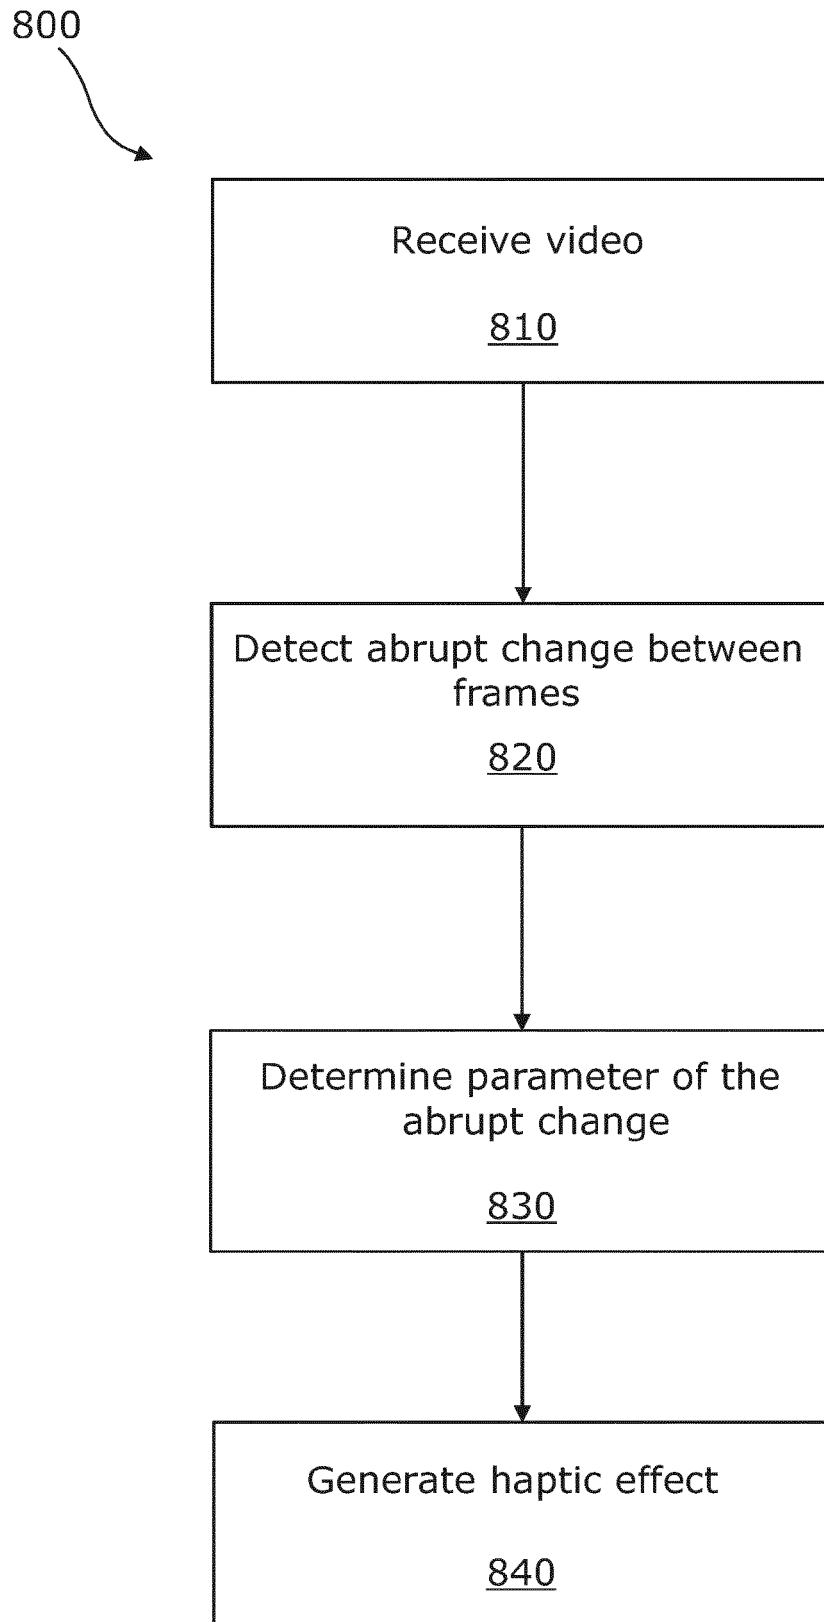 800
Receive video
810
Detect abrupt change between
frames
820
Determine parameter of the
abrupt change
830
Generate haptic effect
840